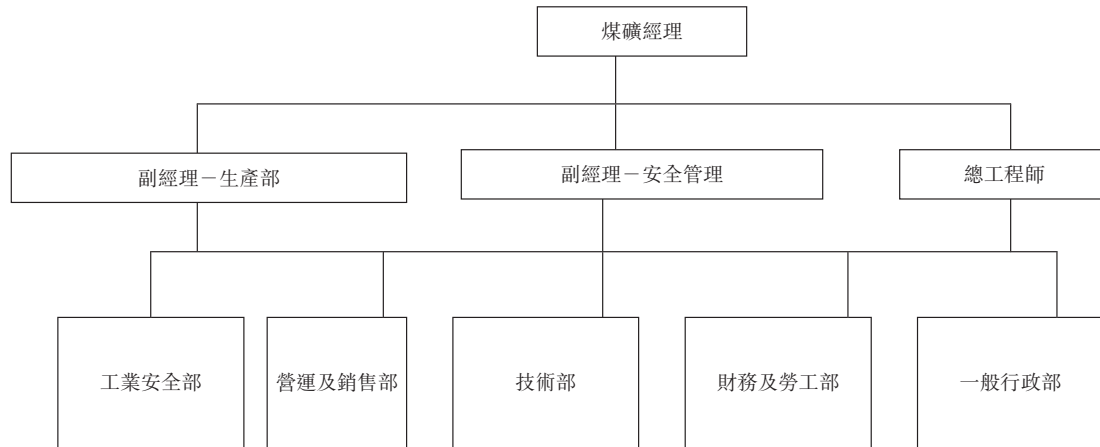 煤礦經理
副經理－生產部
副經理－安全管理
總工程師
工業安全部
營運及銷售部
技術部
財務及勞工部
一般行政部